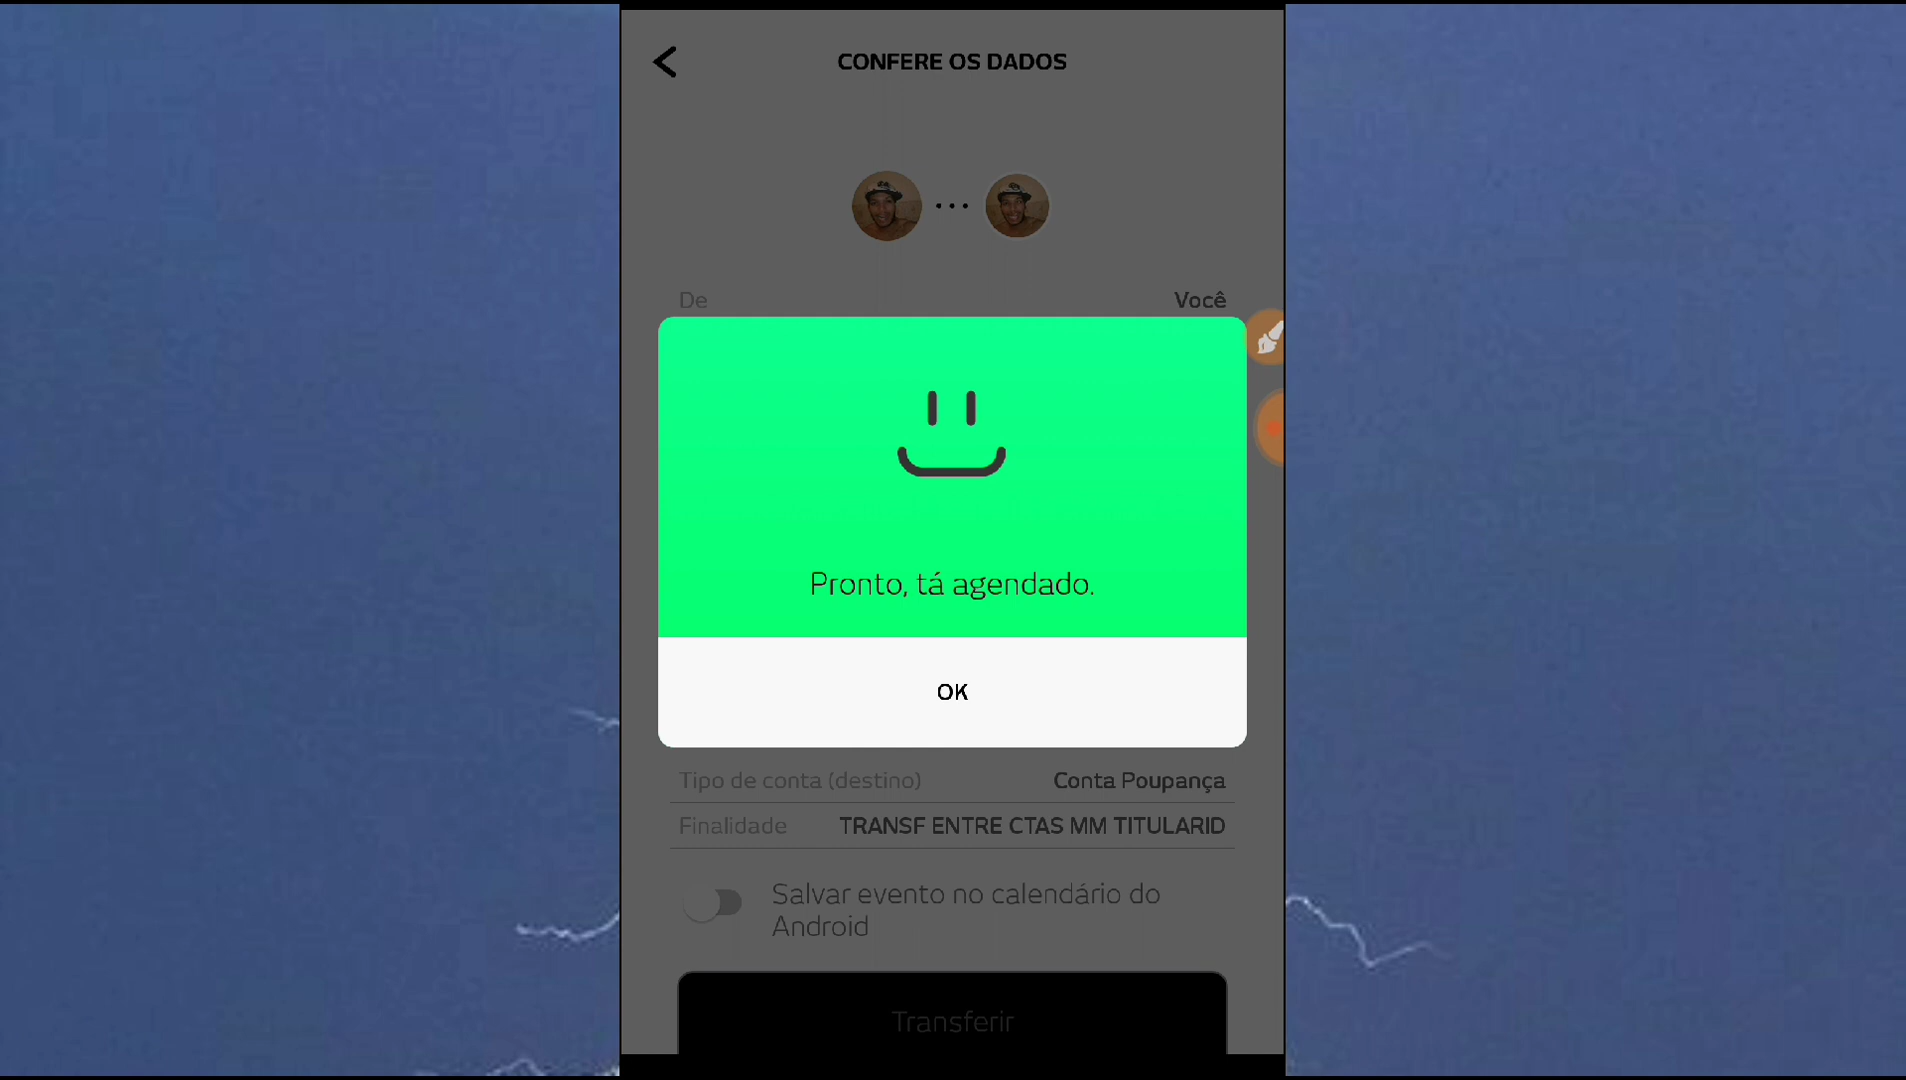 CONFERE OS DADOS
De Você
Pronto, tá agendado.
OK
Tipo de conta (destino) Conta Poupança
Finalidade TRANSF ENTRE CTAS MM TITULARID
Salvar evento no calendário do
Android
Transferir